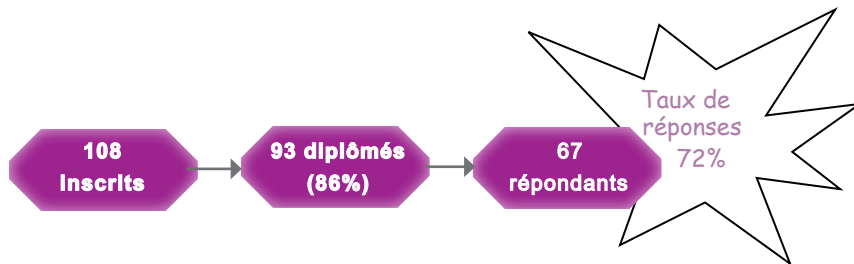 108
inscrits
93 diplômés
(86%)
67
répondants
Taux de
réponses
72%